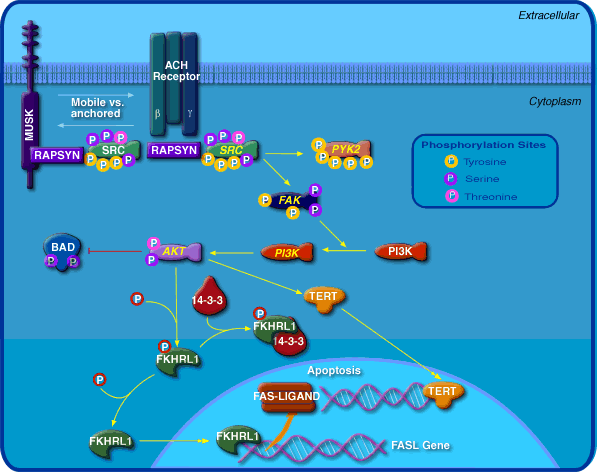 Extracellular
ACH
Receptor
MUSK
Mobile vs.
anchored
β γ
Cytoplasm
P P P
P P P
RAPSYN SRC RAPSYN SRC PYK2
P P P P P P P P P P P P
Phosphorylation Sites
P Tyrosine
P Serine
P Threonine
P FAK P
P P
BAD
P P
P
AKT
P
PI3K PI3K
14-3-3 TERT
P
P
FKHRL1
14-3-3
P
FKHRL1
P
Apoptosis
FAS-LIGAND TERT
FKHRL1 FKHRL1 FASL Gene